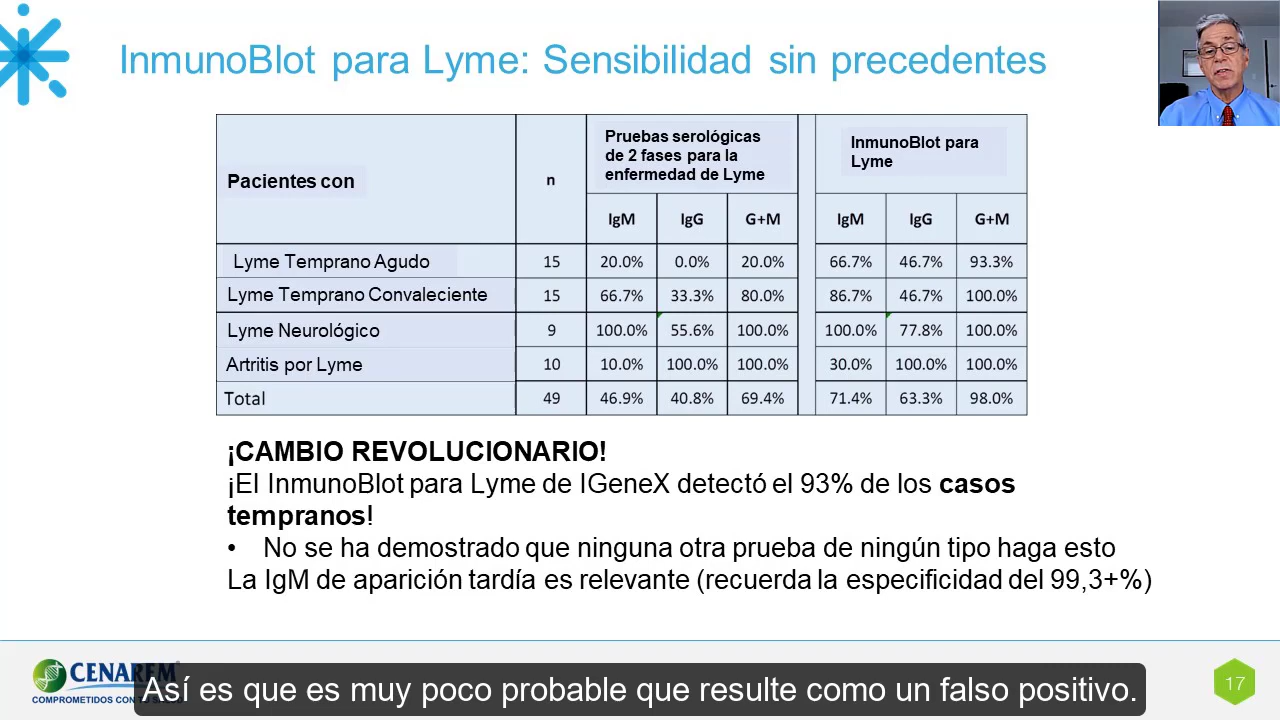 InmunoBlot para Lyme: Sensibilidad sin precedentes
Pacientes con
n
Pruebas serológicas
de 2 fases para la
enfermedad de Lyme
InmunoBlot para
Lyme
IgM IgG G+M IgM IgG G+M
Lyme Temprano Agudo 15 20.0% 0.0% 20.0% 66.7% 46.7% 93.3%
Lyme Temprano Convaleciente 15 66.7% 33.3% 80.0% 86.7% 46.7% 100.0%
Lyme Neurológico 9 100.0% 55.6% 100.0% 100.0% 77.8% 100.0%
Artritis por Lyme 10 10.0% 100.0% 100.0% 30.0% 100.0% 100.0%
Total 49 46.9% 40.8% 69.4% 71.4% 63.3% 98.0%
¡CAMBIO REVOLUCIONARIO!
¡El InmunoBlot para Lyme de IGeneX detectó el 93% de los casos
tempranos!
• No se ha demostrado que ninguna otra prueba de ningún tipo haga esto
La IgM de aparición tardía es relevante (recuerda la especificidad del 99,3+%)
CENAREM
COMPROMETIDOS CON
Así es que es muy poco probable que resulte como un falso positivo.
17